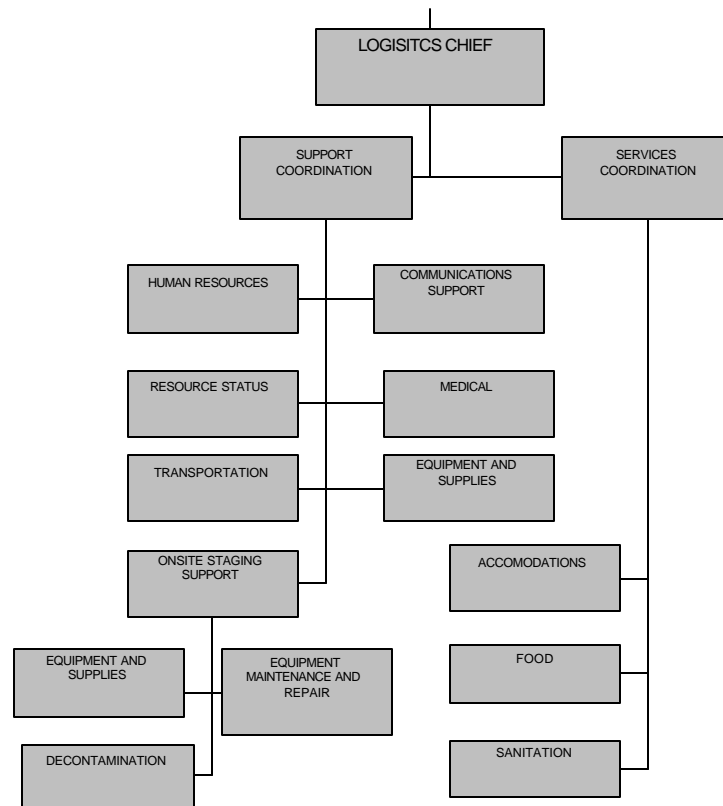 LOGISITCS CHIEF
SUPPORT
COORDINATION
SERVICES
COORDINATION
HUMAN RESOURCES
COMMUNICATIONS
SUPPORT
RESOURCE STATUS
MEDICAL
TRANSPORTATION
EQUIPMENT AND
SUPPLIES
ONSITE STAGING
SUPPORT
ACCOMODATIONS
EQUIPMENT AND
SUPPLIES
EQUIPMENT
MAINTENANCE AND
REPAIR
FOOD
DECONTAMINATION
SANITATION